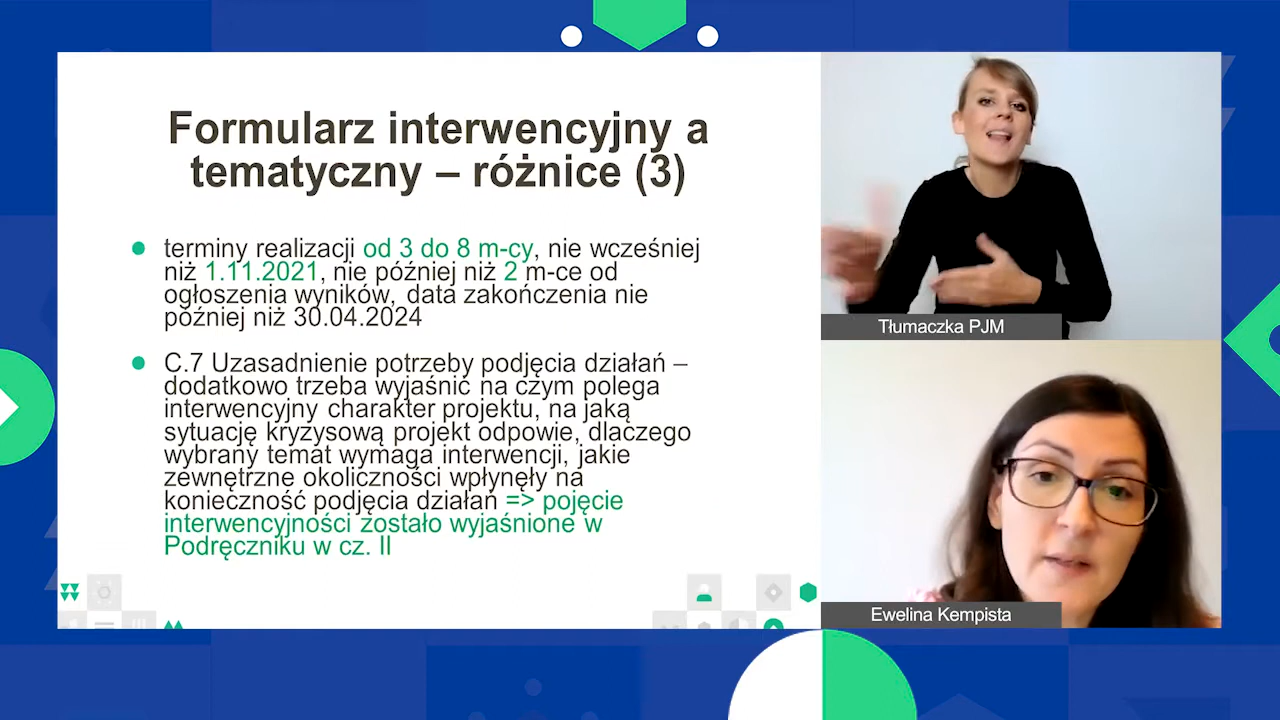 Formularz interwencyjny a
tematyczny – różnice (3)
terminy realizacji od 3 do 8 m-cy, nie wcześniej
niż 1.11.2021, nie później niż 2 m-ce od
ogłoszenia wyników, data zakończenia nie
później niż 30.04.2024
C.7 Uzasadnienie potrzeby podjęcia działań –
dodatkowo trzeba wyjaśnić na czym polega
interwencyjny charakter projektu, na jaką
sytuację kryzysową projekt odpowie, dlaczego
wybrany temat wymaga interwencji, jakie
zewnętrzne okoliczności wpłynęły na
konieczność podjęcia działań => pojęcie
interwencyjności zostało wyjaśnione w
Podręczniku w cz. II
Tłumaczka PJM
Ewelina Kempista